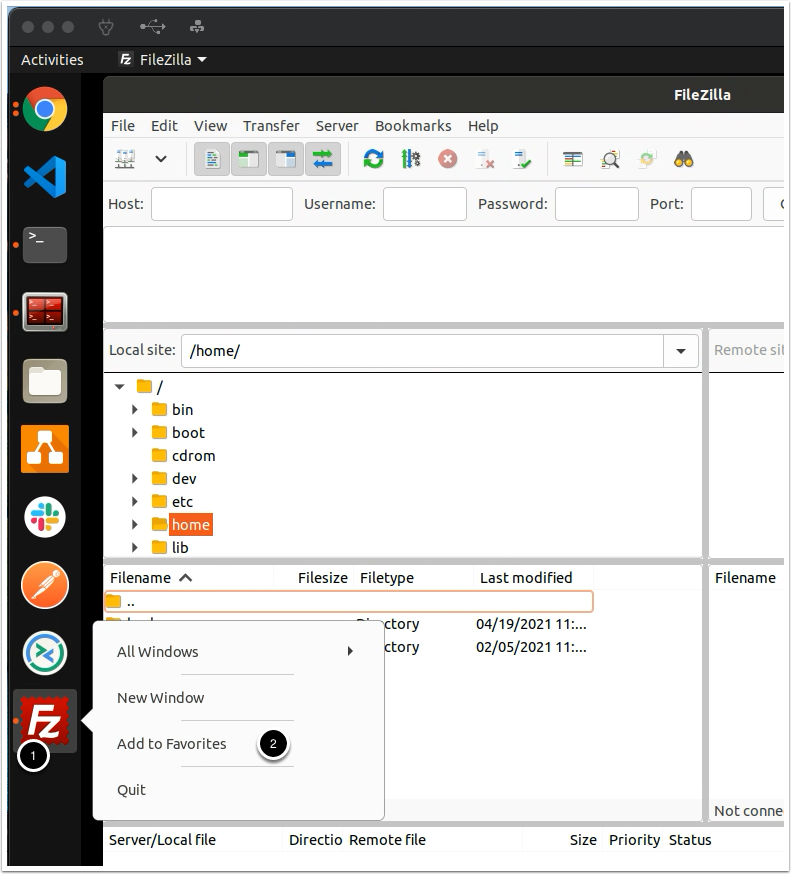 Activities
FileZilla
FileZilla
File Edit View Transfer Server Bookmarks Help
Host: Username: Password: Port:
Local site: /home/ Remote sit
/
bin
boot
cdrom
dev
etc
home
lib
Filename Filesize Filetype Last modified Filename
..
Directory 04/19/2021 11:...
ctory 02/05/2021 11:...
All Windows
New Window
Add to Favorites 2
Quit
1
Not conne
Server/Local file Directio Remote file Size Priority Status